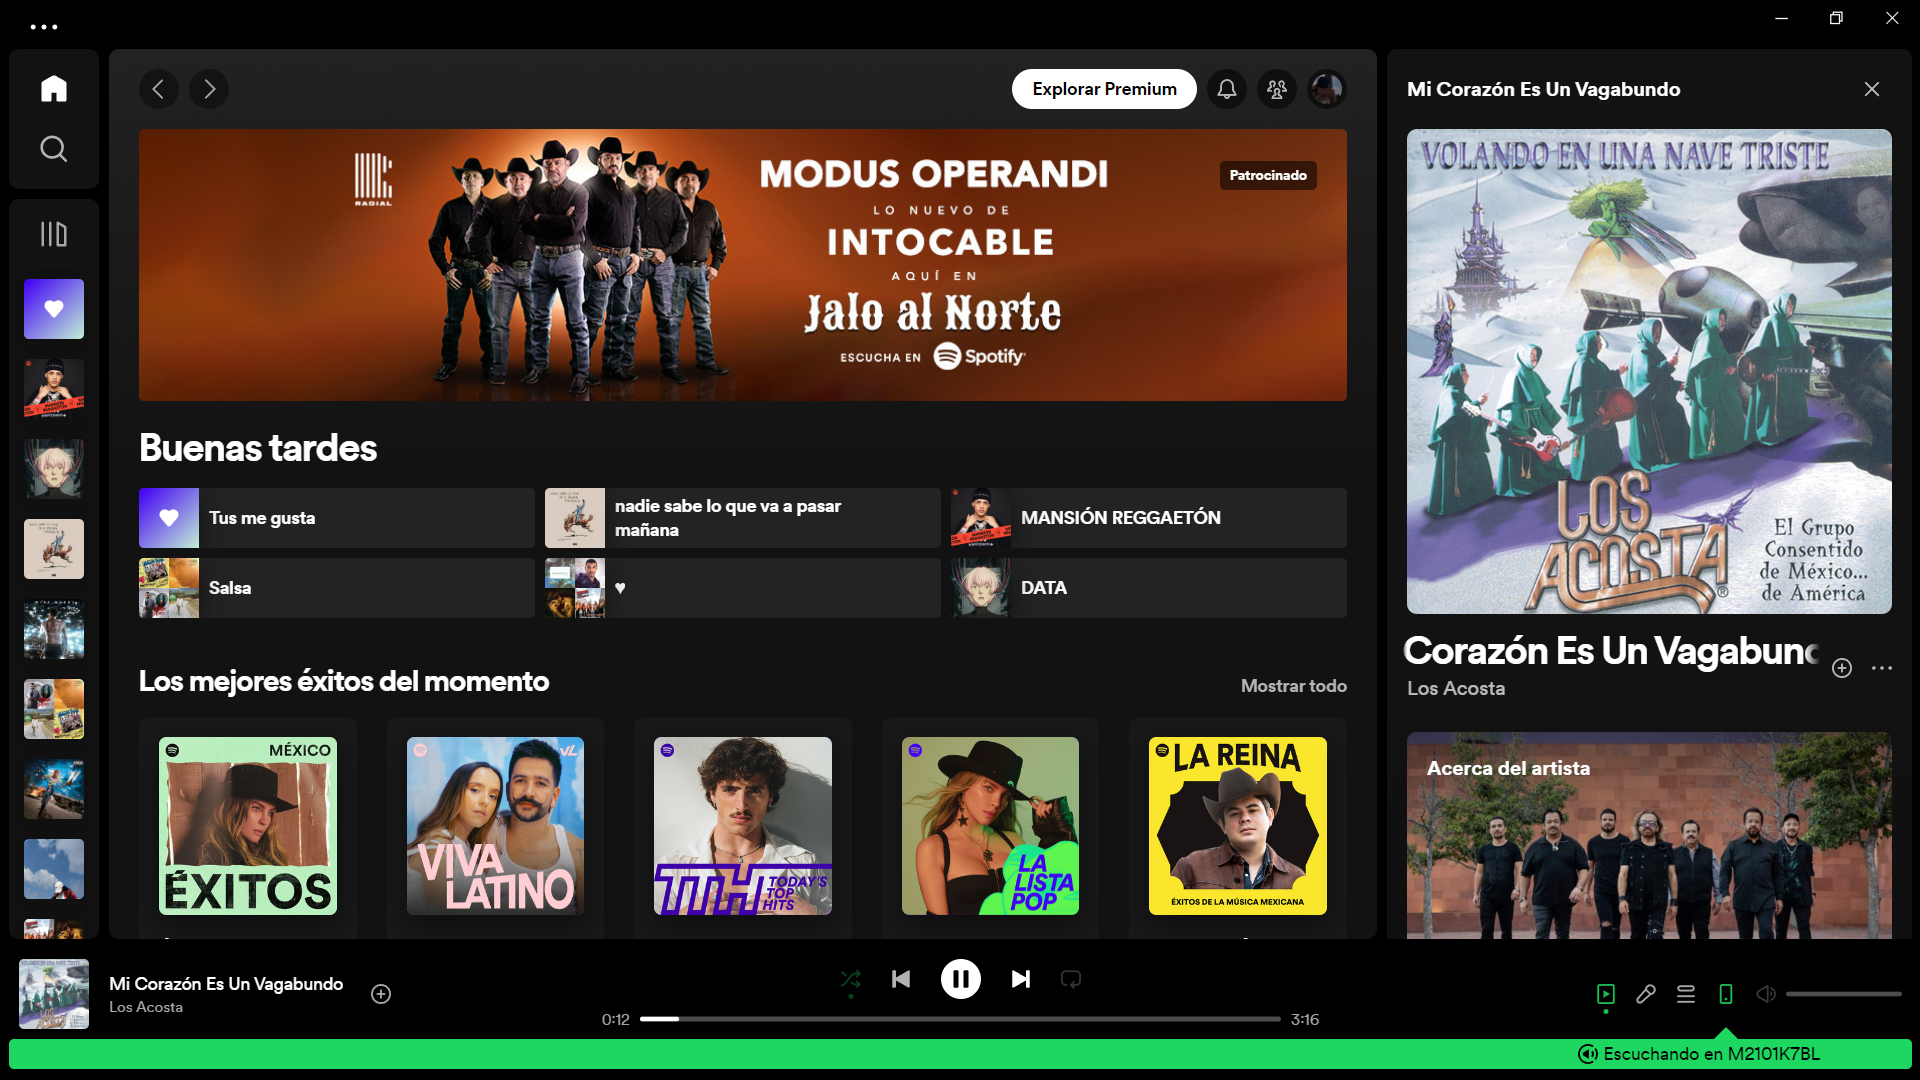 Explorar Premium
RADIAL
MODUS OPERANDI
LO NUEVO DE
INTOCABLE
AQUÍ EN
Jalo al Norte
ESCUCHA EN Spotify
Patrocinado
Buenas tardes
Tus me gusta
nadie sabe lo que va a pasar
mañana
MANSIÓN REGGAETÓN
Salsa
♥
DATA
Los mejores éxitos del momento
Mostrar todo
MÉXICO
ÉXITOS
VL
VIVA
LATINO
TTH TODAY'S
TOP
HITS
LA
LISTA
POP
LA REINA
ÉXITOS DE LA MÚSICA MEXICANA
Mi Corazón Es Un Vagabundo
VOLANDO EN UNA NAVE TRISTE
LOS
ACOSTA®
El Grupo
Consentido
de México...
de América
Corazón Es Un Vagabund
Los Acosta
Acerca del artista
Mi Corazón Es Un Vagabundo
Los Acosta
0:12
3:16
Escuchando en M2101K7BL